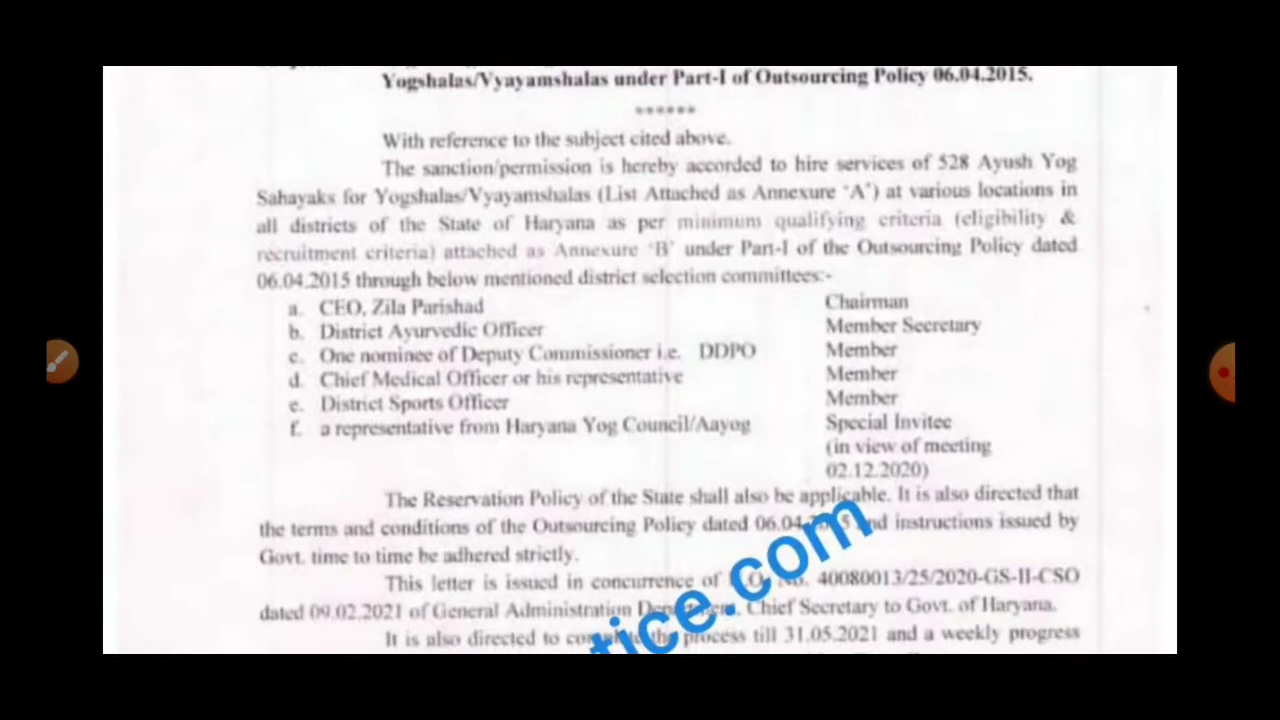 Yogshalas/Vyayamshalas under Part-I of Outsourcing Policy 06.04.2015.
******
With reference to the subject cited above.
The sanction/permission is hereby accorded to hire services of 528 Ayush Yog
Sahayaks for Yogshalas/Vyayamshalas (List Attached as Annexure 'A') at various locations in
all districts of the State of Haryana as per minimum qualifying criteria (eligibility &
recruitment criteria) attached as Annexure 'B' under Part-I of the Outsourcing Policy dated
06.04.2015 through below mentioned district selection committees:-
a. CEO, Zila Parishad Chairman
b. District Ayurvedic Officer Member Secretary
c. One nominee of Deputy Commissioner i.e. DDPO Member
d. Chief Medical Officer or his representative Member
e. District Sports Officer Member
f. a representative from Haryana Yog Council/Aayog Special Invitee
(in view of meeting
02.12.2020)
The Reservation Policy of the State shall also be applicable. It is also directed that
the terms and conditions of the Outsourcing Policy dated 06.04.2015 and instructions issued by
Govt. time to time be adhered strictly.
This letter is issued in concurrence of No. 40080013/25/2020-GS-II-CSO
dated 09.02.2021 of General Administration Department, Chief Secretary to Govt. of Haryana.
It is also directed to complete the process till 31.05.2021 and a weekly progress
tice.com